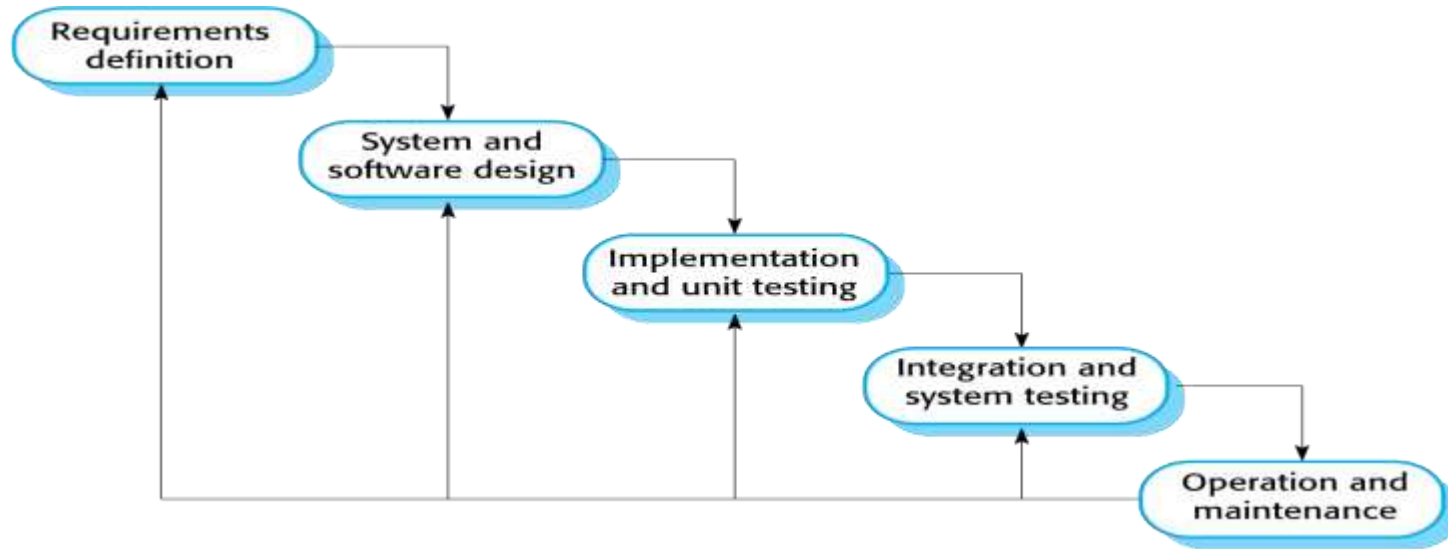 Requirements
definition
System and
software design
Implementation
and unit testing
Integration and
system testing
Operation and
maintenance